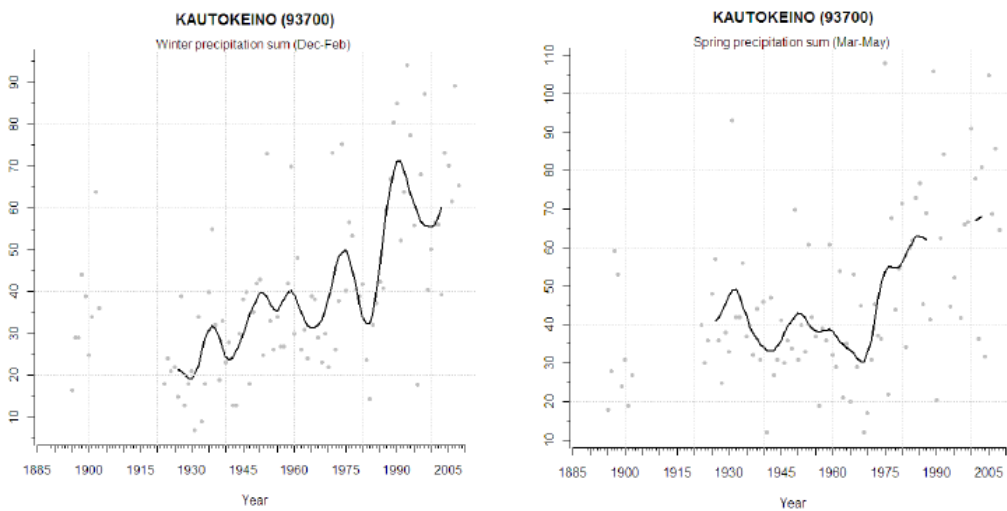 KAUTOKEINO (93700)
Winter precipitation sum (Dec-Feb)
90
80
70
60
50
40
30
20
10
1885 1900 1915 1930 1945 1960 1975 1990 2005
Year
KAUTOKEINO (93700)
Spring precipitation sum (Mar-May)
110
100
90
80
70
60
50
40
30
20
10
1885 1900 1915 1930 1945 1960 1975 1990 2005
Year